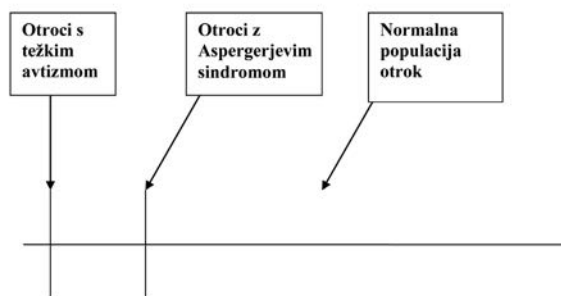 Otroci s
težkim
avtizmom
Otroci z
Aspergerjevim
sindromom
Normalna
populacija
otrok